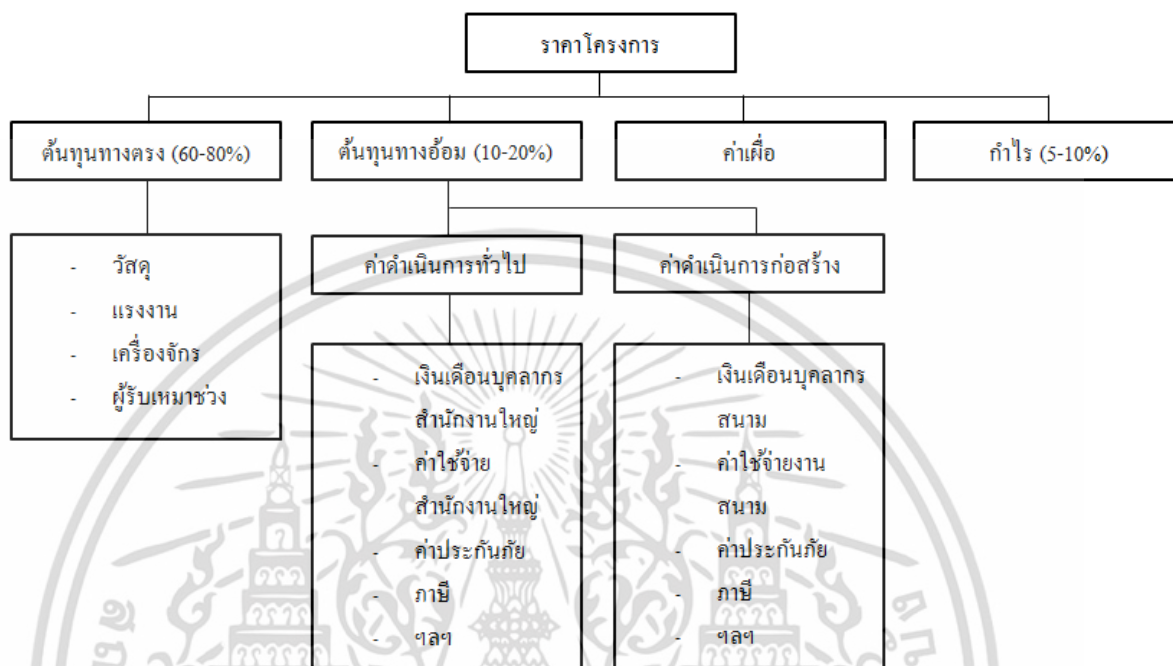 ราคาโครงการ
ต้นทุนทางตรง (60-80%)
ต้นทุนทางอ้อม (10-20%)
ค่าเผื่อ
กำไร (5-10%)
- วัสดุ
- แรงงาน
- เครื่องจักร
- ผู้รับเหมาช่วง
ค่าดำเนินการทั่วไป
ค่าดำเนินการก่อสร้าง
- เงินเดือนบุคลากร
สำนักงานใหญ่
- ค่าใช้จ่าย
สำนักงานใหญ่
- ค่าประกันภัย
- ภาษี
- ฯลฯ
- เงินเดือนบุคลากร
สนาม
- ค่าใช้จ่ายงาน
สนาม
- ค่าประกันภัย
- ภาษี
- ฯลฯ